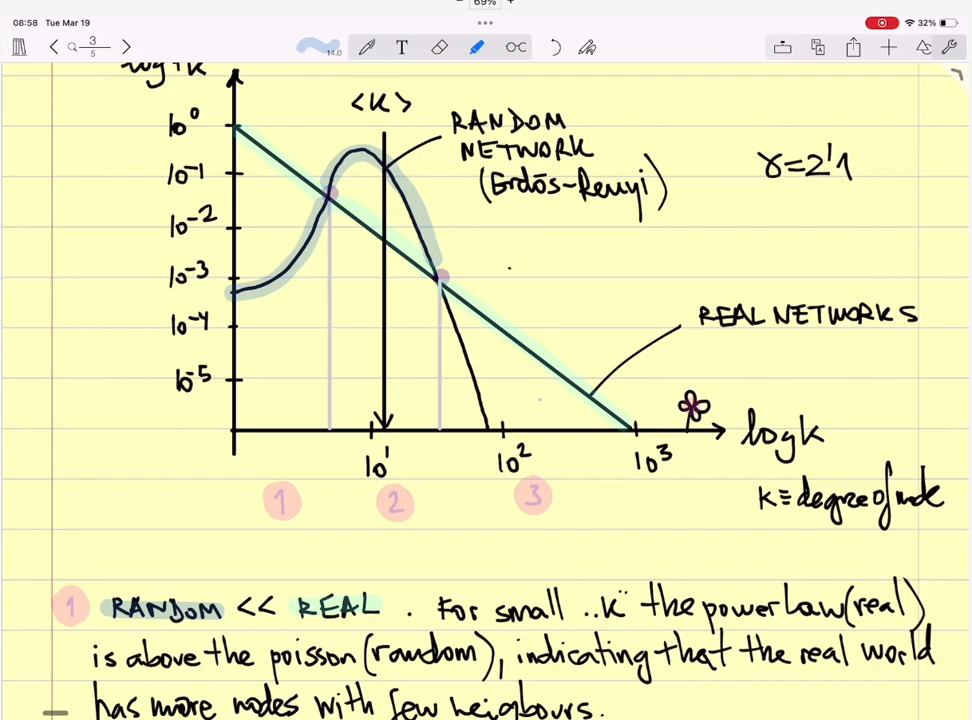 69%
08:58 Tue Mar 19
32%
3
5
14.0
T
<K>
10⁰
10⁻¹
10⁻²
10⁻³
10⁻⁴
10⁻⁵
RANDOM
NETWORK
(Erdös-Renyi)
γ=2'1
REAL NETWORKS
10¹
10²
10³
log k
K≡degree of node
1
2
3
1 RANDOM << REAL . For small "k" the power Law (real)
is above the poisson (random), indicating that the real world
has more nodes with few neighbours.